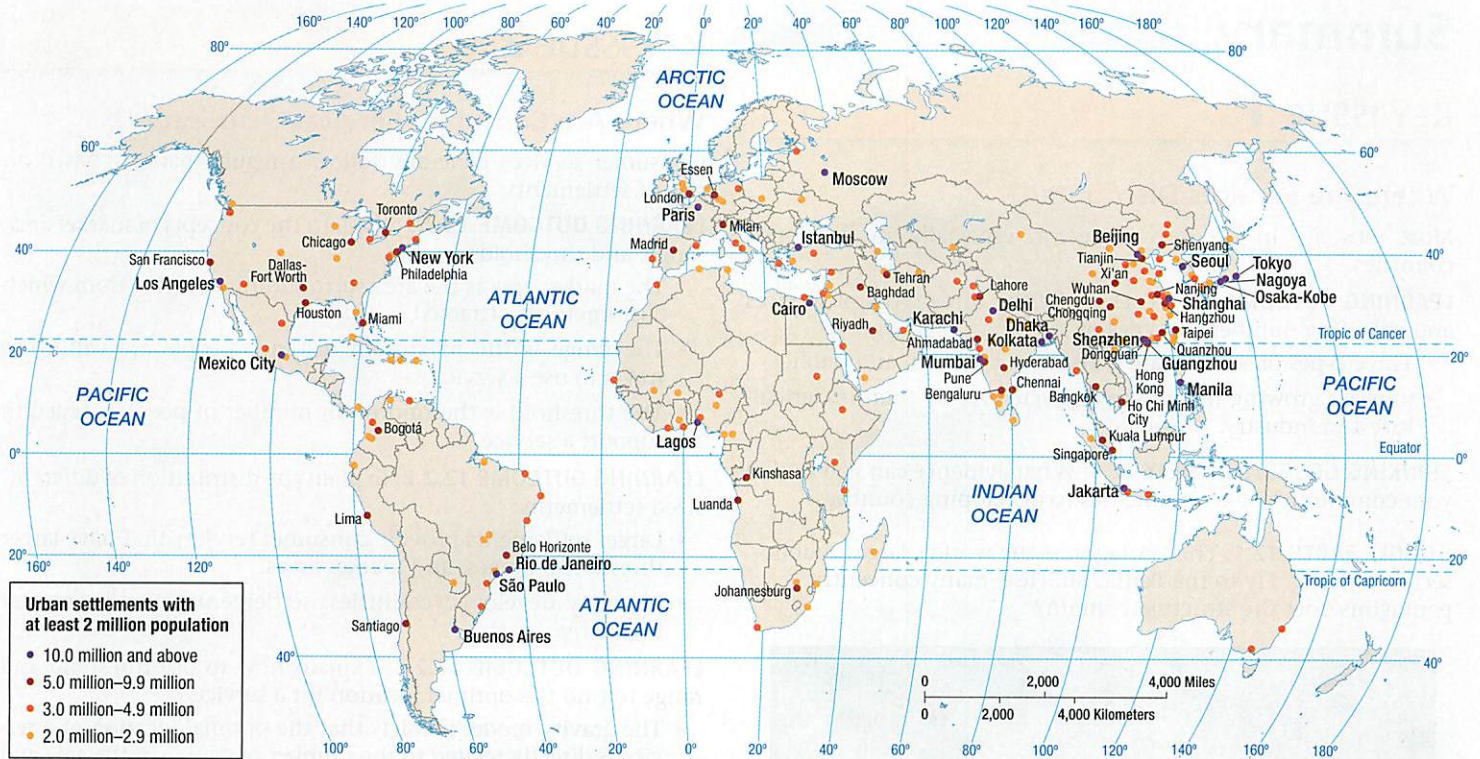 Summary
160° 140° 120° 100° 80° 60° 40° 20° 0° 20° 40° 60° 80° 100° 120° 140° 160° 180°
80° 80°
ARCTIC
OCEAN
60° 60°
Essen
London
Paris
Moscow
Toronto
Chicago
Milan
Madrid
Istanbul
Beijing
Shenyang
Tianjin
Seoul
Tokyo
40° 40°
San Francisco
New York
Philadelphia
Dallas-
Fort Worth
Los Angeles
Houston
Miami
ATLANTIC
OCEAN
Tehran
Baghdad
Lahore
Xi'an
Wuhan
Nanjing
Nagoya
Osaka-Kobe
Chengdu
Chongqing
Shanghai
Hangzhou
Cairo
Riyadh
Karachi
Delhi
Dhaka
Kolkata
Ahmadabad
Shenzhen
Taipei
Tropic of Cancer
Quanzhou
Dongguan
Guangzhou
20° 20°
Mexico City
Mumbai
Hyderabad
Pune
Chennai
Bengaluru
Hong
Kong
Manila
Bangkok
Ho Chi Minh
City
PACIFIC
OCEAN
PACIFIC
OCEAN
Bogotá
Lagos
Kuala Lumpur
Singapore
Equator
0° 0°
Kinshasa
INDIAN
OCEAN
Jakarta
Luanda
Lima
Belo Horizonte
Rio de Janeiro
São Paulo
160° 140° 120° 20° 20°
Tropic of Capricorn
Johannesburg
ATLANTIC
OCEAN
Santiago
Buenos Aires
40° 40°
Urban settlements with
at least 2 million population
10.0 million and above
5.0 million–9.9 million
3.0 million–4.9 million
2.0 million–2.9 million
0 2,000 4,000 Miles
0 2,000 4,000 Kilometers
100° 80° 60° 40° 20° 0° 20° 40° 60° 80° 100° 120° 140° 160° 180°